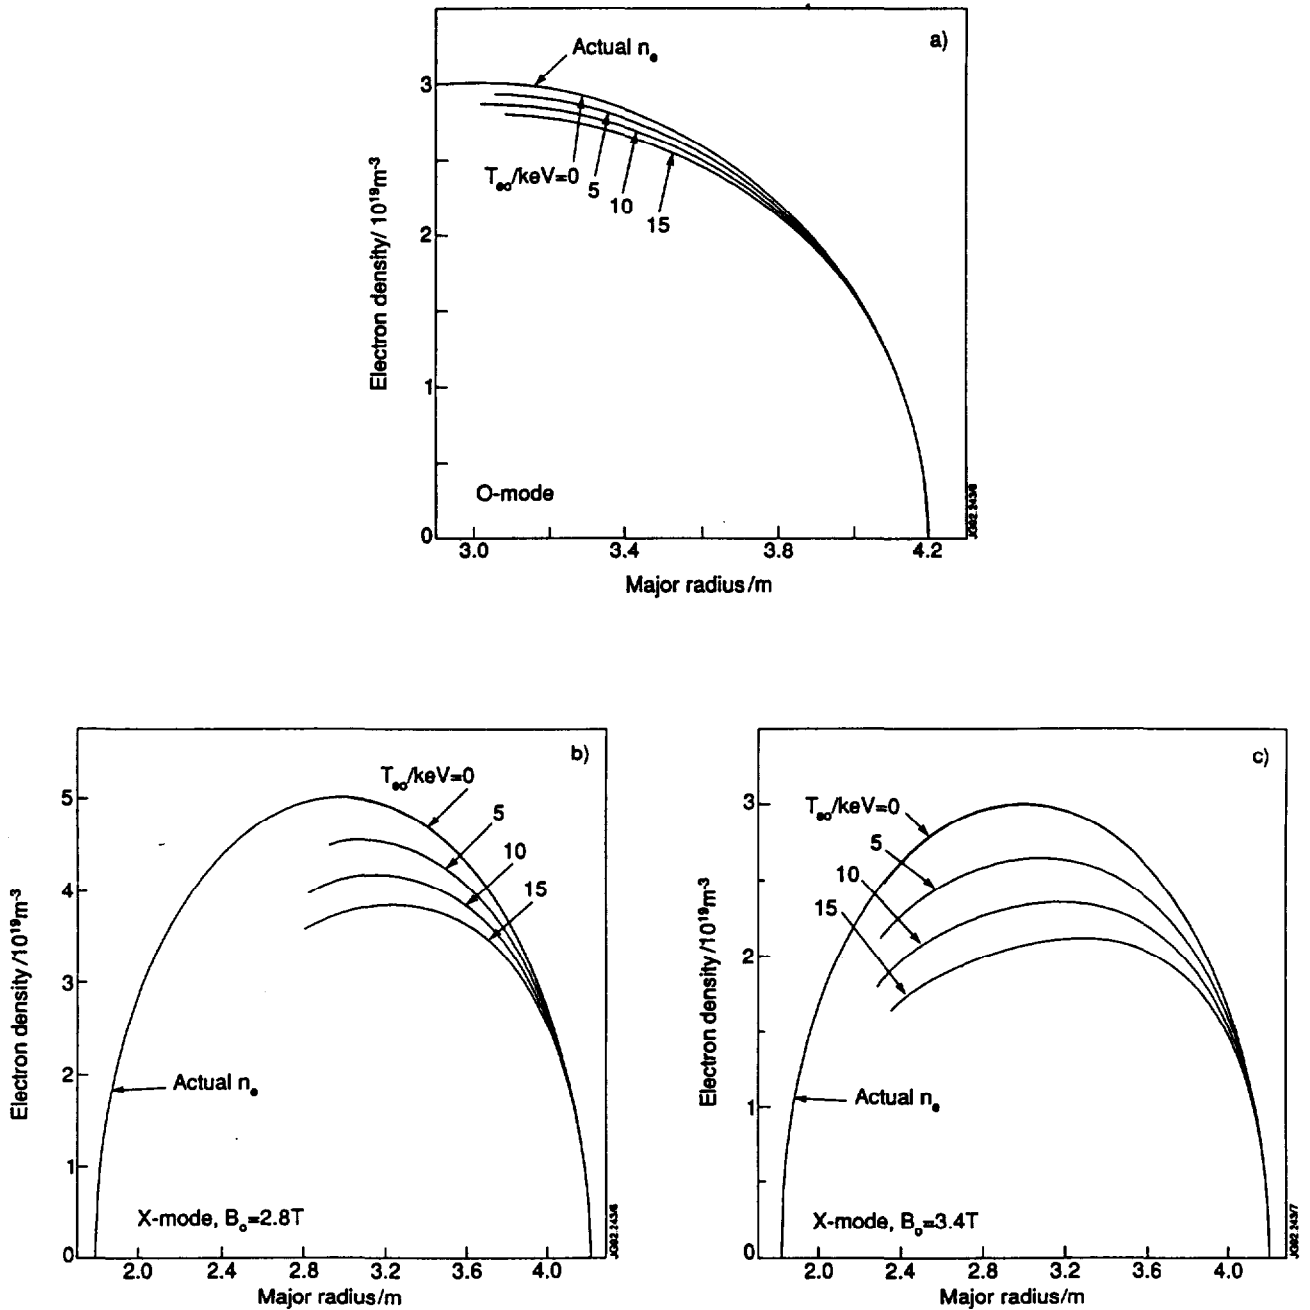 a)
Actual nₑ
3
Tₑₒ/keV=0
5
10
15
2
Electron density/ 10¹⁹m⁻³
1
O-mode
0
3.0 3.4 3.8 4.2
Major radius/m
b)
Tₑₒ/keV=0
5
5
10
15
4
3
Electron density/10¹⁹m⁻³
2
Actual nₑ
1
X-mode, Bₒ=2.8T
0
2.0 2.4 2.8 3.2 3.6 4.0
Major radius/m
c)
3
Tₑₒ/keV=0
5
10
15
2
Electron density/10¹⁹m⁻³
1
Actual nₑ
X-mode, Bₒ=3.4T
0
2.0 2.4 2.8 3.2 3.6 4.0
Major radius/m